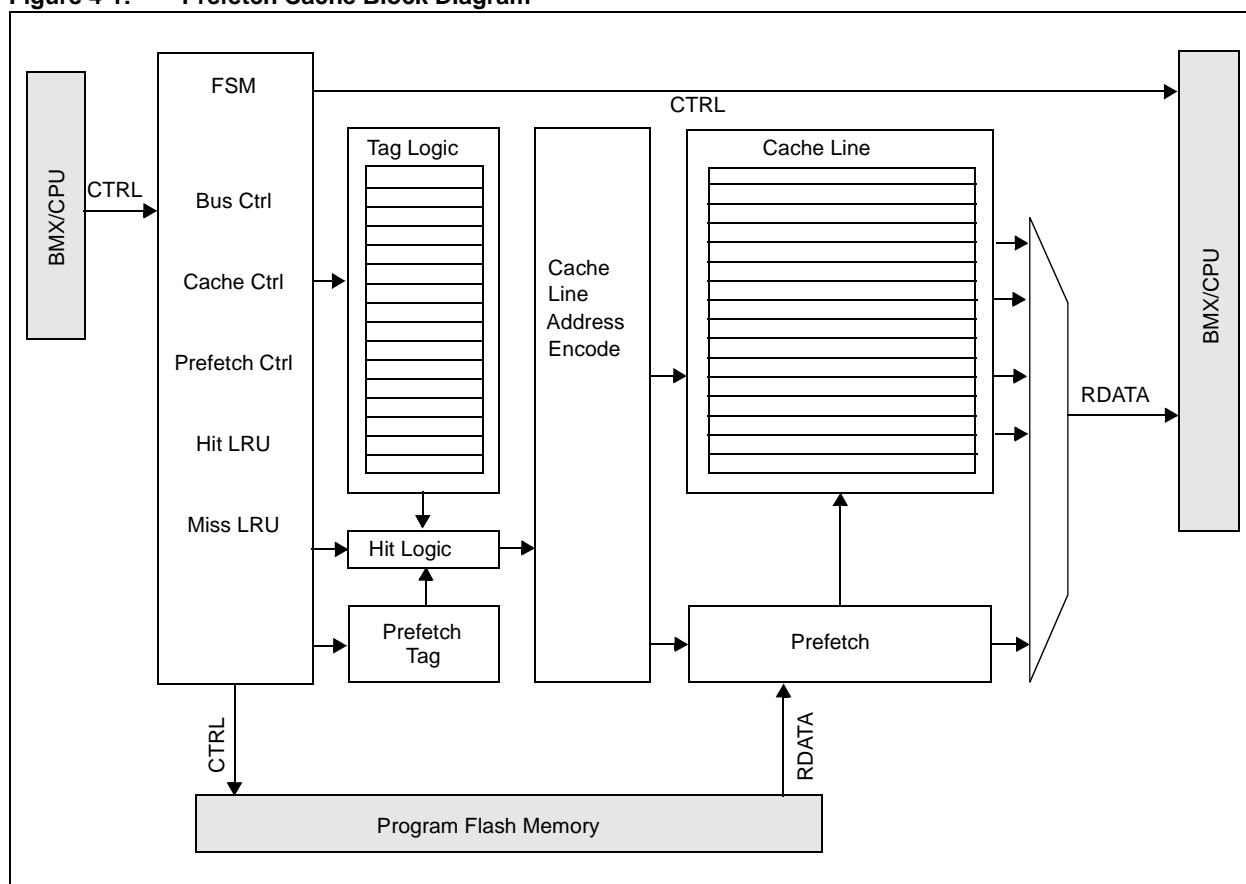 Figure 4-1: Prefetch Cache Block Diagram
FSM
CTRL
Tag Logic
Cache Line
BMX/CPU
CTRL
Bus Ctrl
Cache Ctrl
Prefetch Ctrl
Hit LRU
Miss LRU
Cache
Line
Address
Encode
BMX/CPU
RDATA
Hit Logic
Prefetch
Tag
Prefetch
CTRL
RDATA
Program Flash Memory